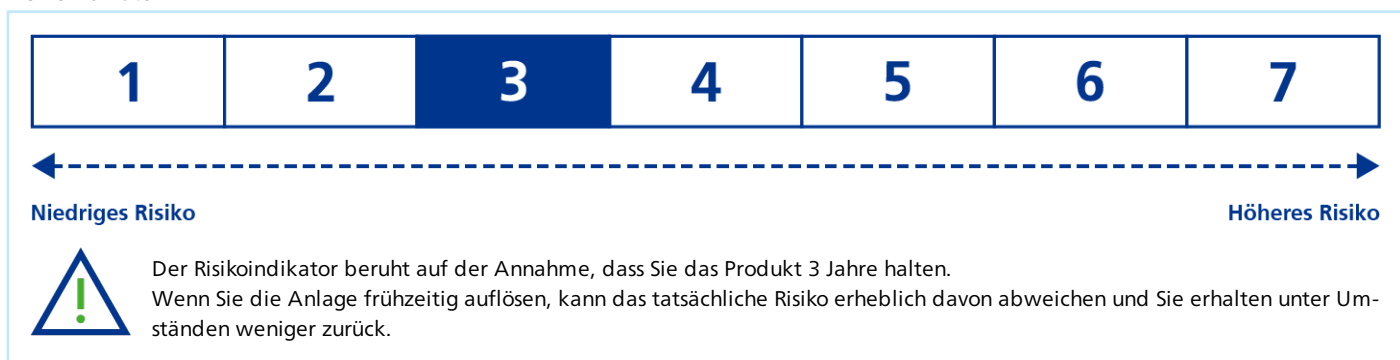 1 2 3 4 5 6 7
Niedriges Risiko Höheres Risiko
Der Risikoindikator beruht auf der Annahme, dass Sie das Produkt 3 Jahre halten.
Wenn Sie die Anlage frühzeitig auflösen, kann das tatsächliche Risiko erheblich davon abweichen und Sie erhalten unter Um-
ständen weniger zurück.